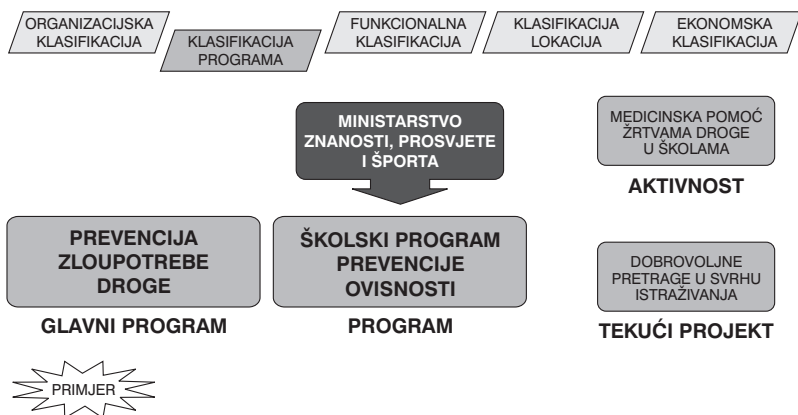 ORGANIZACIJSKA
KLASIFIKACIJA
KLASIFIKACIJA
PROGRAMA
FUNKCIONALNA
KLASIFIKACIJA
KLASIFIKACIJA
LOKACIJA
EKONOMSKA
KLASIFIKACIJA
MINISTARSTVO
ZNANOSTI, PROSVJETE
I ŠPORTA
MEDICINSKA POMOĆ
ŽRTVAMA DROGE
U ŠKOLAMA
AKTIVNOST
PREVENCIJA
ZLOUPOTREBE
DROGE
GLAVNI PROGRAM
ŠKOLSKI PROGRAM
PREVENCIJE
OVISNOSTI
PROGRAM
DOBROVOLJNE
PRETRAGE U SVRHU
ISTRAŽIVANJA
TEKUĆI PROJEKT
PRIMJER